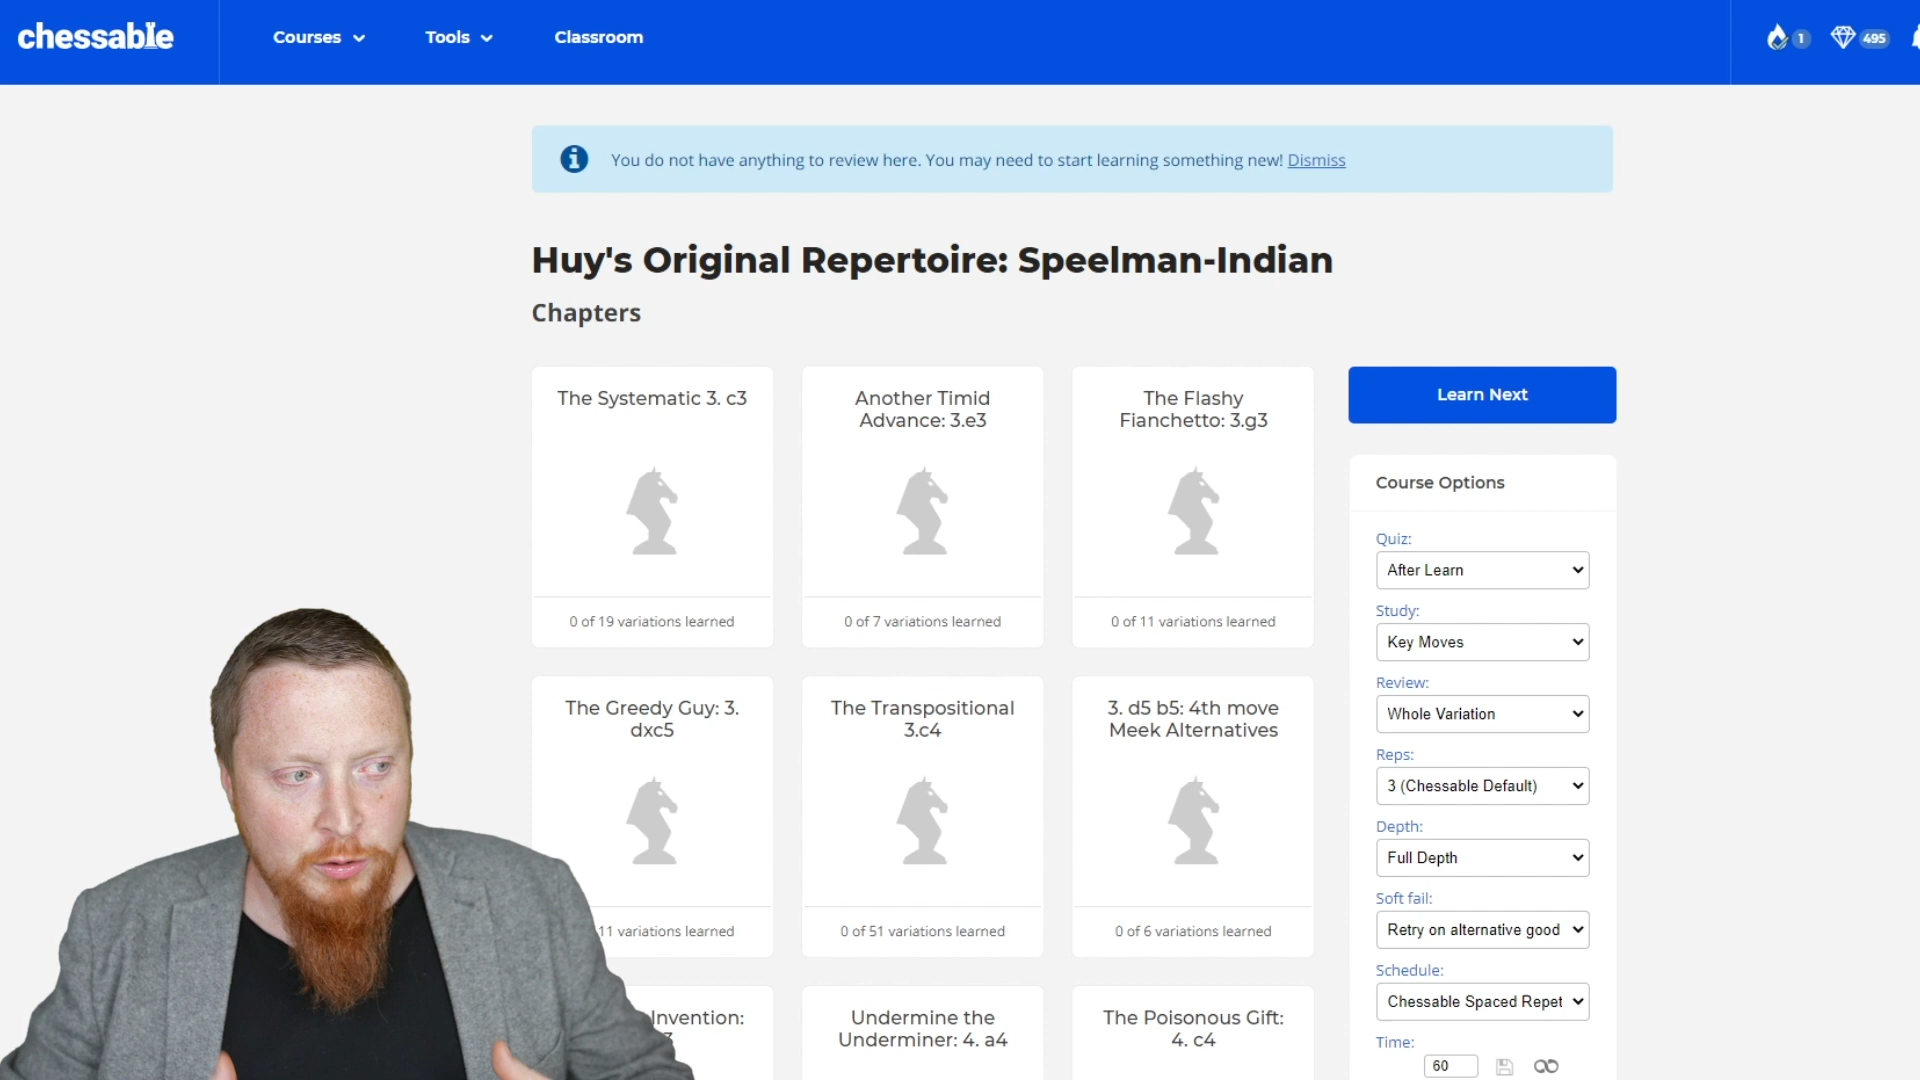 chessable
Courses
Tools
Classroom
1
495
You do not have anything to review here. You may need to start learning something new! Dismiss
Huy's Original Repertoire: Speelman-Indian
Chapters
The Systematic 3. c3
0 of 19 variations learned
Another Timid
Advance: 3.e3
0 of 7 variations learned
The Flashy
Fianchetto: 3.g3
0 of 11 variations learned
Learn Next
Course Options
Quiz:
After Learn
Study:
Key Moves
Review:
Whole Variation
Reps:
3 (Chessable Default)
Depth:
Full Depth
Soft fail:
Retry on alternative good
Schedule:
Chessable Spaced Repet
Time:
60
The Greedy Guy: 3.
dxc5
11 variations learned
The Transpositional
3.c4
0 of 51 variations learned
3. d5 b5: 4th move
Meek Alternatives
0 of 6 variations learned
Invention:
Undermine the
Underminer: 4. a4
The Poisonous Gift:
4. c4